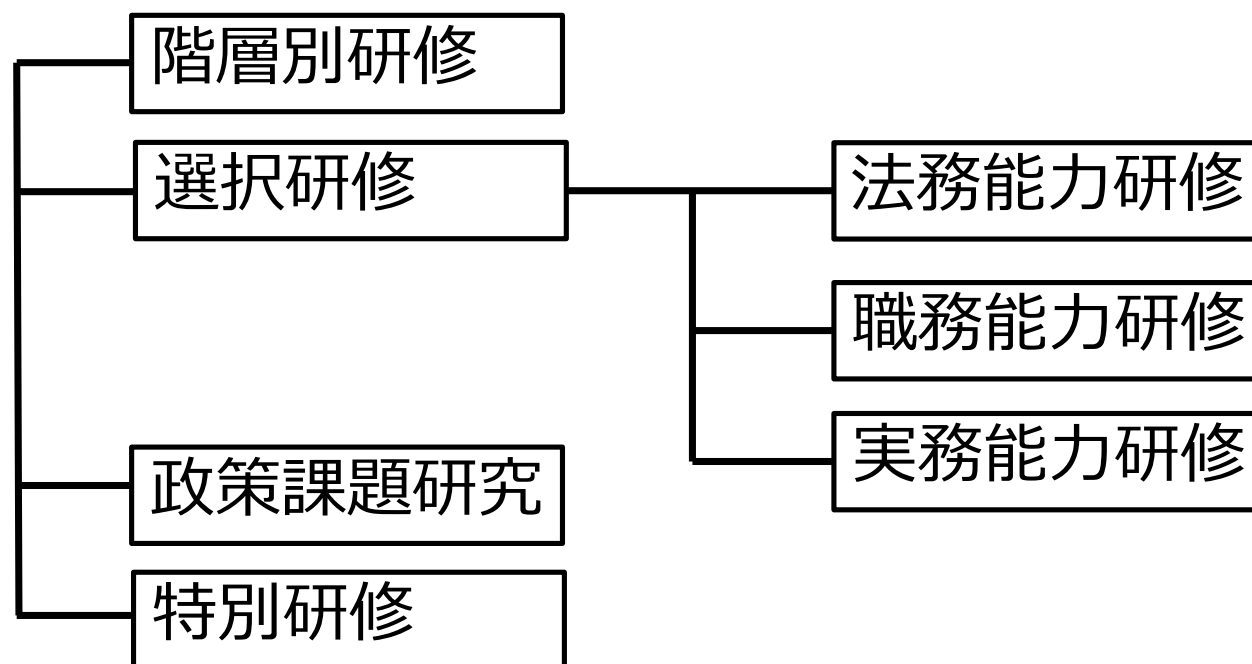 階層別研修
選択研修
法務能力研修
職務能力研修
実務能力研修
政策課題研究
特別研修